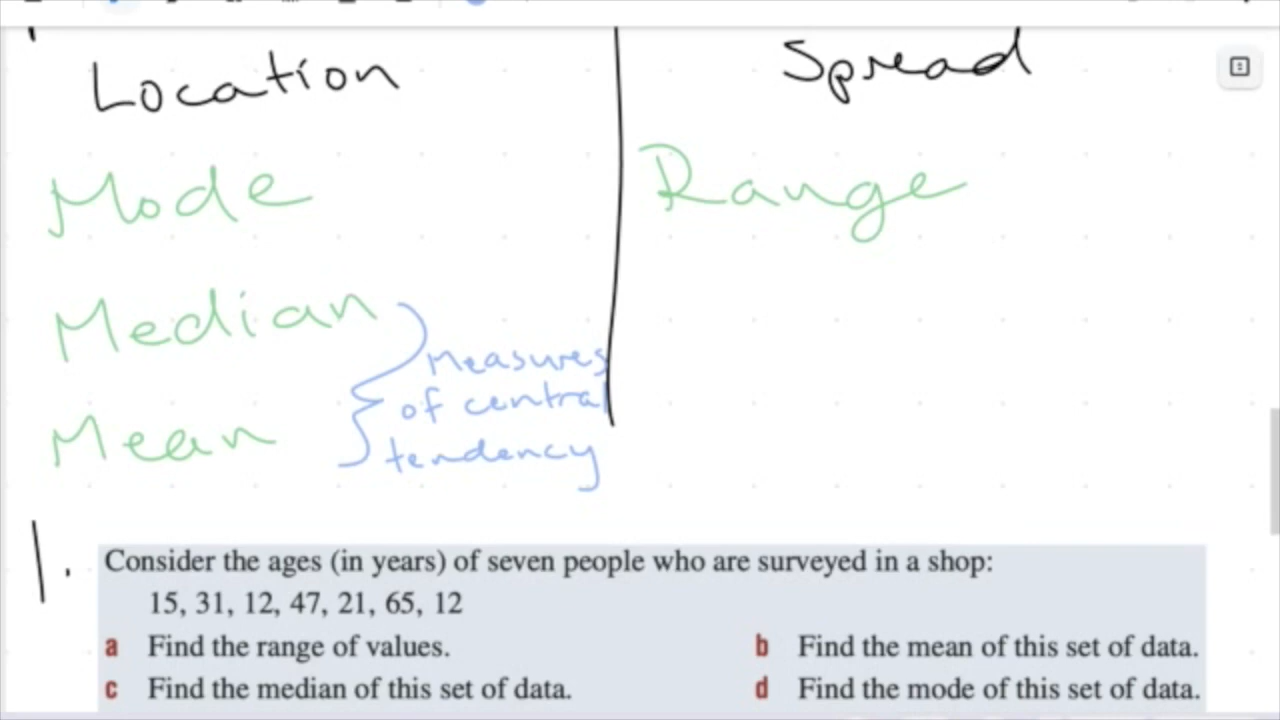 Location
Spread
Mode
Range
Median
Measures
of central
tendency
Mean
1.
Consider the ages (in years) of seven people who are surveyed in a shop:
15, 31, 12, 47, 21, 65, 12
a Find the range of values.
b Find the mean of this set of data.
c Find the median of this set of data.
d Find the mode of this set of data.